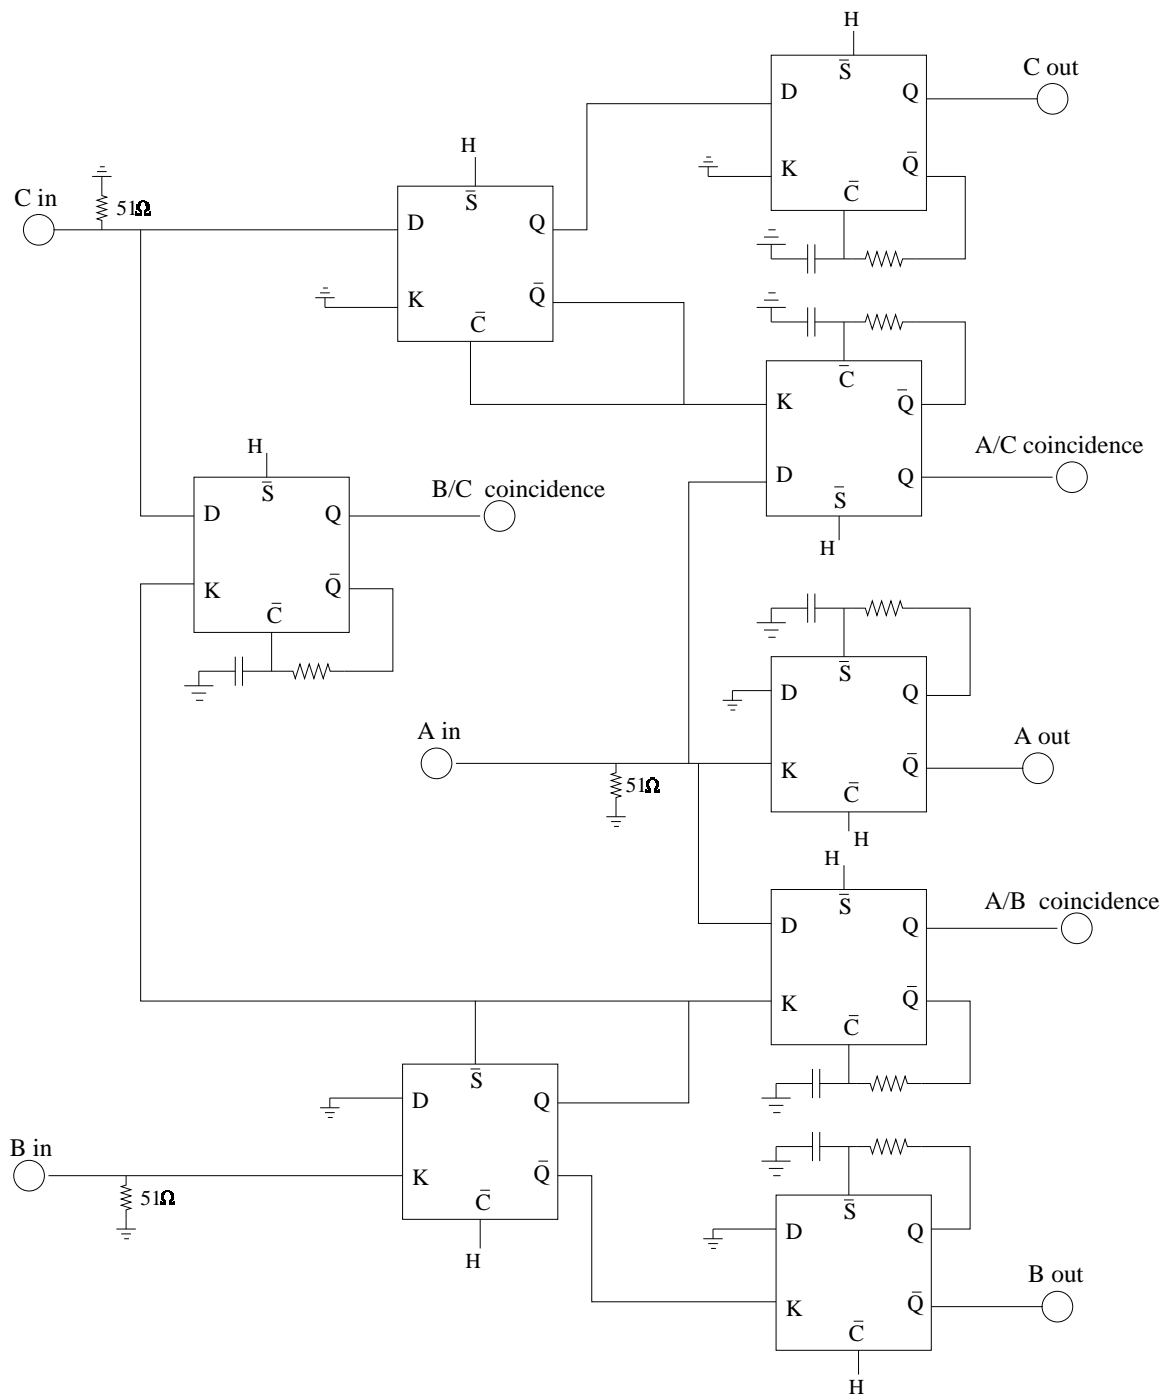 H
S̅
D
Q
C out
K
Q̅
C̅
H
S̅
C in
51Ω
D
Q
K
Q̅
C̅
C̅
K
Q̅
A/C coincidence
D
Q
S̅
H
H
S̅
B/C coincidence
D
Q
K
Q̅
C̅
S̅
D
Q
A in
A out
K
Q̅
51Ω
C̅
H
H
S̅
A/B coincidence
D
Q
K
Q̅
C̅
S̅
D
Q
B in
K
Q̅
51Ω
C̅
H
S̅
D
Q
B out
K
Q̅
C̅
H